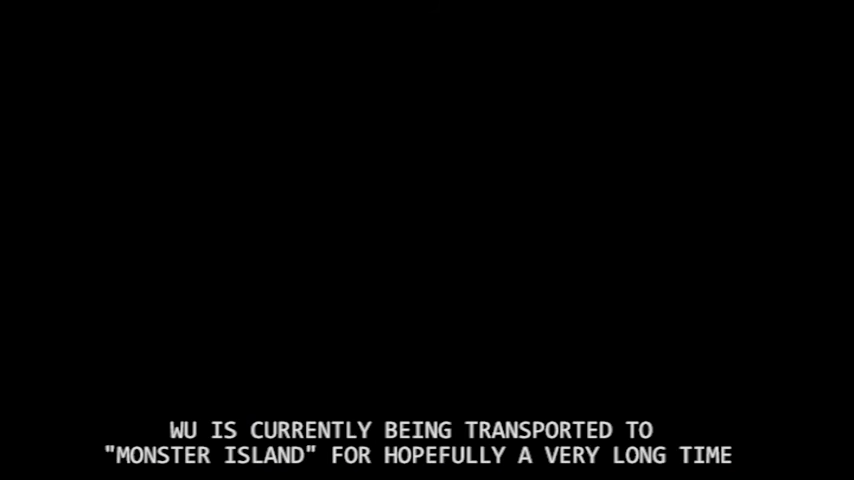 WU IS CURRENTLY BEING TRANSPORTED TO
"MONSTER ISLAND" FOR HOPEFULLY A VERY LONG TIME